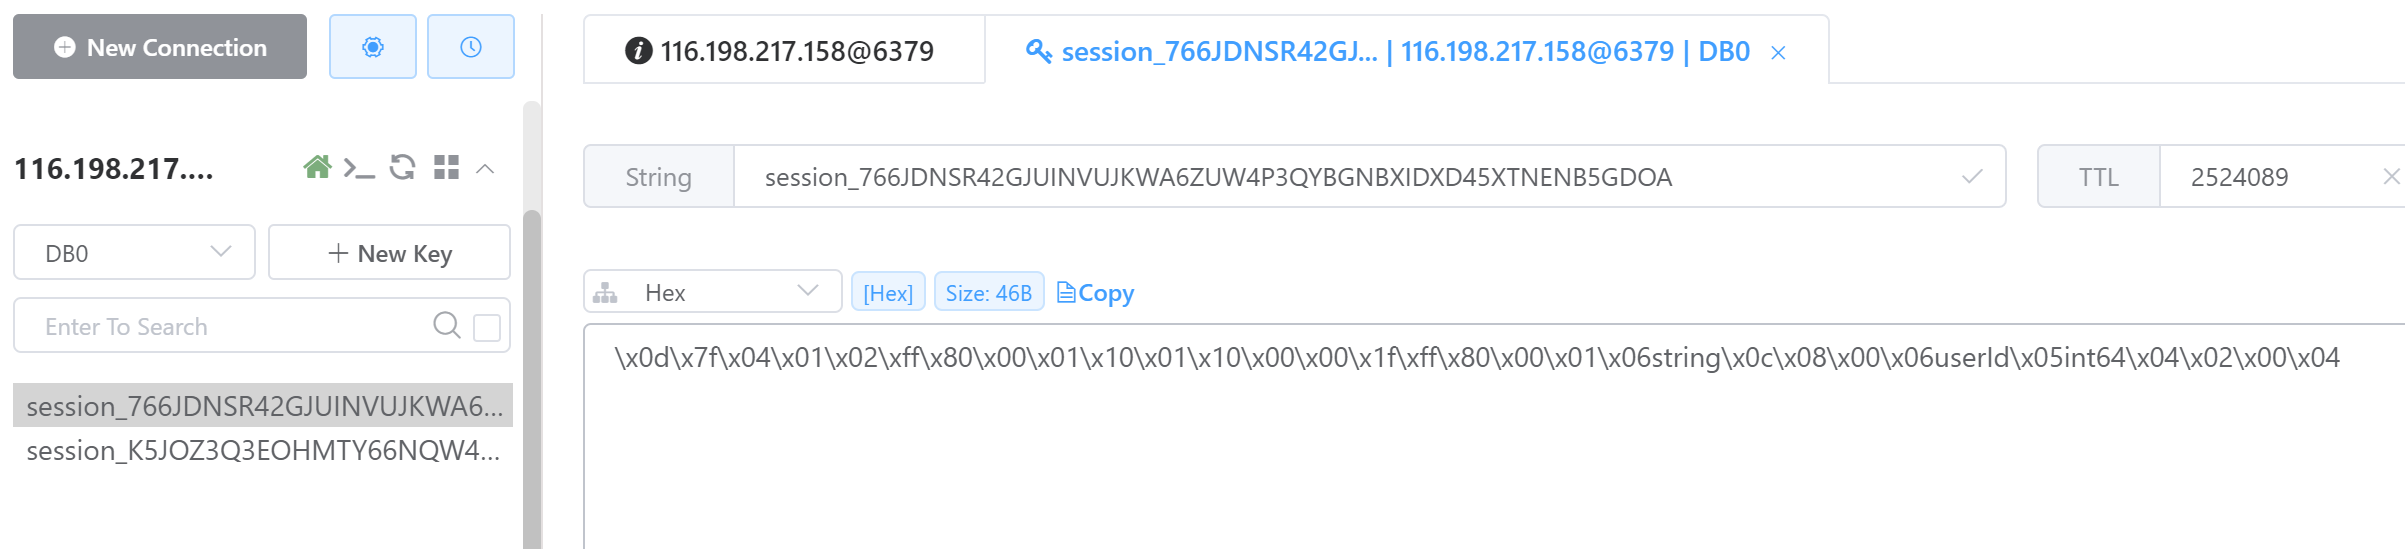 New Connection
116.198.217.158@6379
session_766JDNSR42GJ... | 116.198.217.158@6379 | DB0
116.198.217....
String
session_766JDNSR42GJUINVUJKWA6ZUW4P3QYBGNBXIDXD45XTNENB5GDOA
TTL
2524089
DB0
New Key
Hex
[Hex]
Size: 46B
Copy
Enter To Search
\x0d\x7f\x04\x01\x02\xff\x80\x00\x01\x10\x01\x10\x00\x00\x1f\xff\x80\x00\x01\x06string\x0c\x08\x00\x06userId\x05int64\x04\x02\x00\x04
session_766JDNSR42GJUINVUJKWA6...
session_K5JOZ3Q3EOHMTY66NQW4...